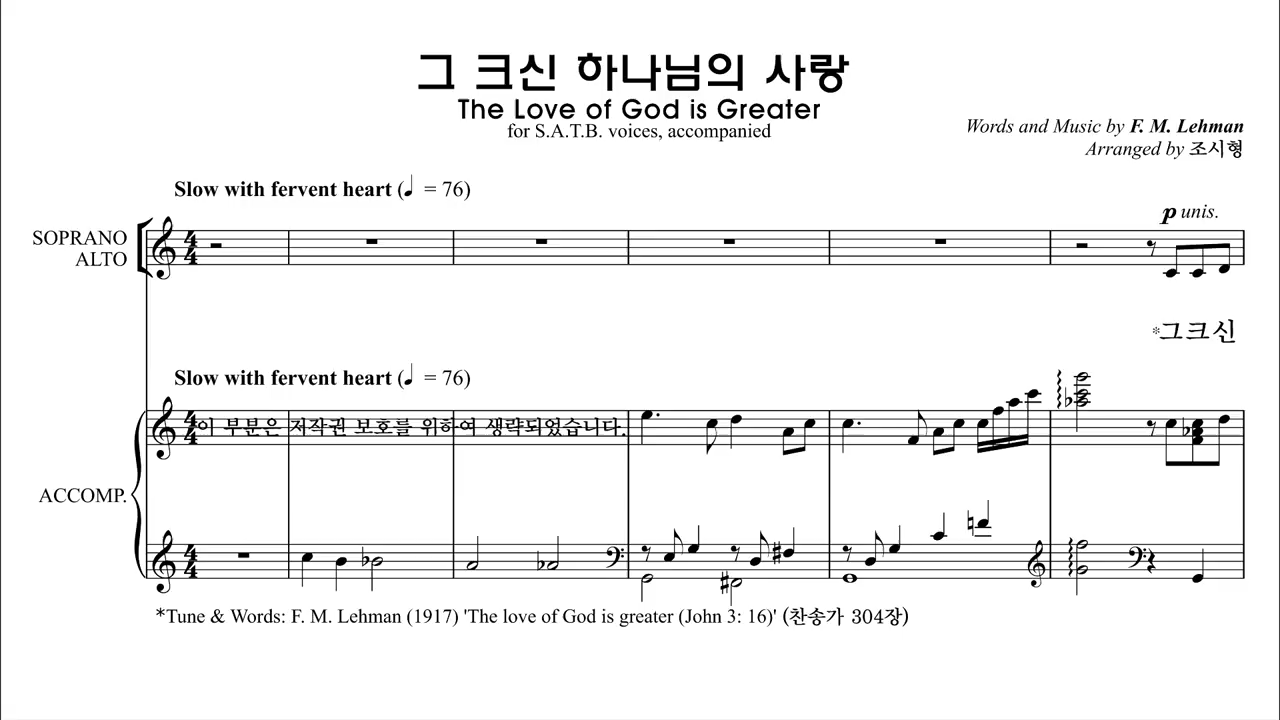 그 크신 하나님의 사랑
The Love of God is Greater
for S.A.T.B. voices, accompanied
Words and Music by F. M. Lehman
Arranged by 조시형
Slow with fervent heart (♩ = 76)
p unis.
SOPRANO
ALTO
*그크신
Slow with fervent heart (♩ = 76)
이 부분은 저작권 보호를 위하여 생략되었습니다.
ACCOMP.
*Tune & Words: F. M. Lehman (1917) 'The love of God is greater (John 3: 16)' (찬송가 304장)